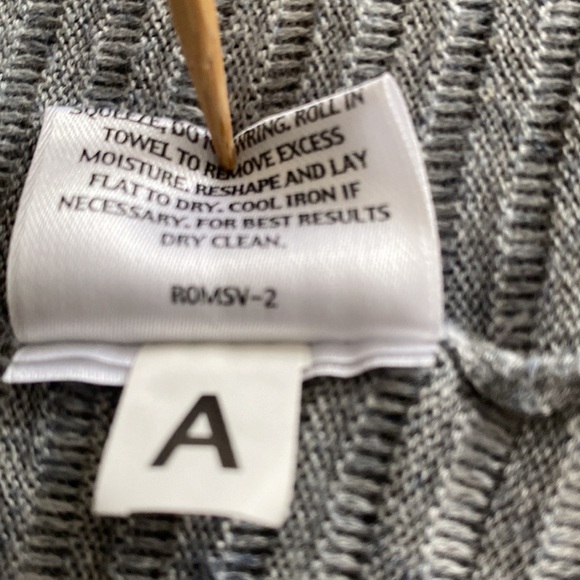 SQUEEZE, DO WRING. ROLL IN
TOWEL TO REMOVE EXCESS
MOISTURE. RESHAPE AND LAY
FLAT TO DRY. COOL IRON IF
NECESSARY. FOR BEST RESULTS
DRY CLEAN.
ROMSV-2
A